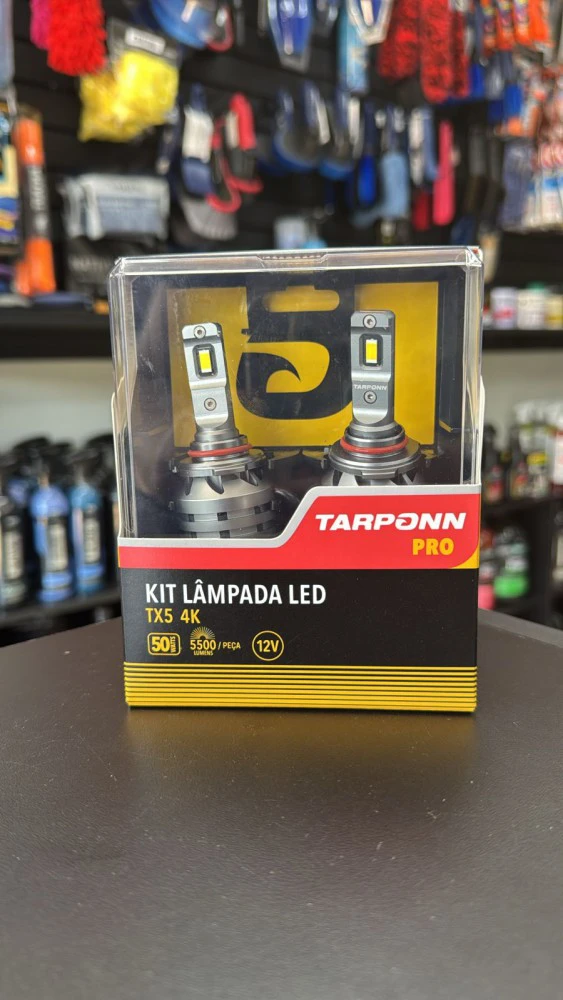 TARPONN
TARPONN
PRO
KIT LÂMPADA LED
TX5 4K
50 WATTS
5500 / PEÇA
LUMENS
12V